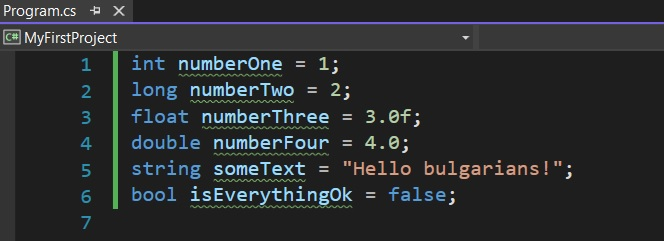 Program.cs
C# MyFirstProject
1 int numberOne = 1;
2 long numberTwo = 2;
3 float numberThree = 3.0f;
4 double numberFour = 4.0;
5 string someText = "Hello bulgarians!";
6 bool isEverythingOk = false;
7